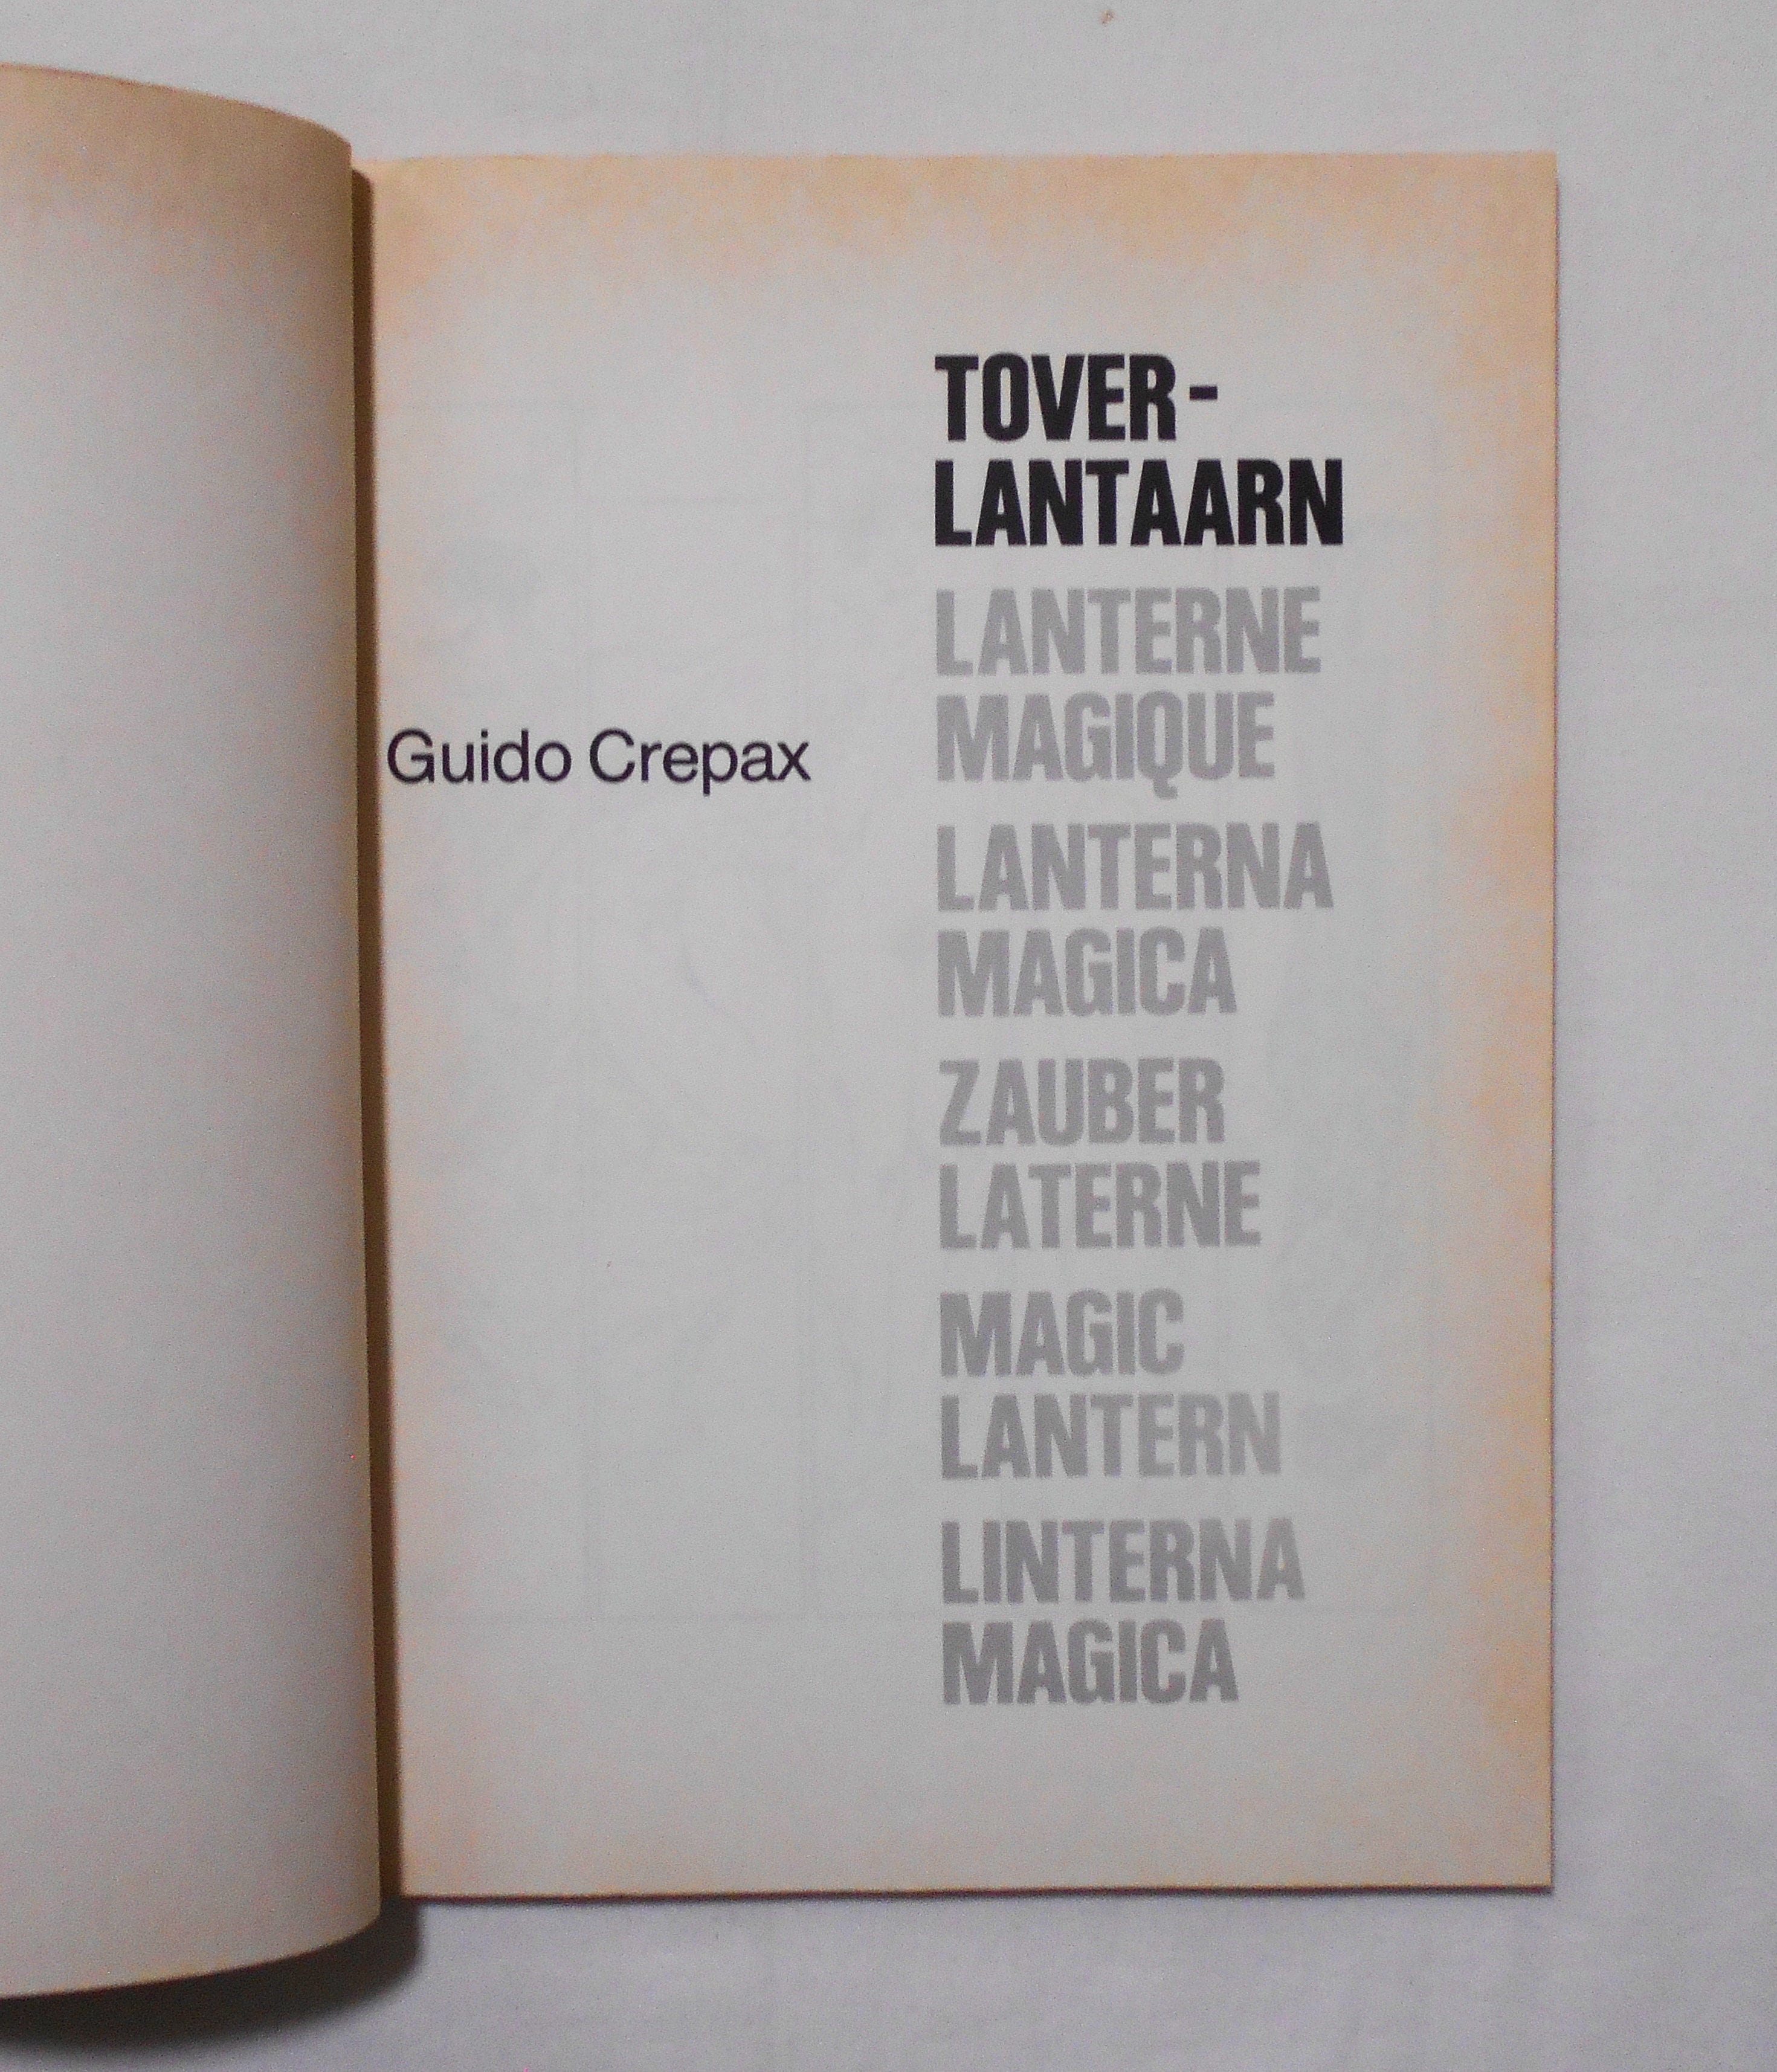 Guido Crepax
TOVER-
LANTAARN
LANTERNE
MAGIQUE
LANTERNA
MAGICA
ZAUBER
LATERNE
MAGIC
LANTERN
LINTERNA
MAGICA